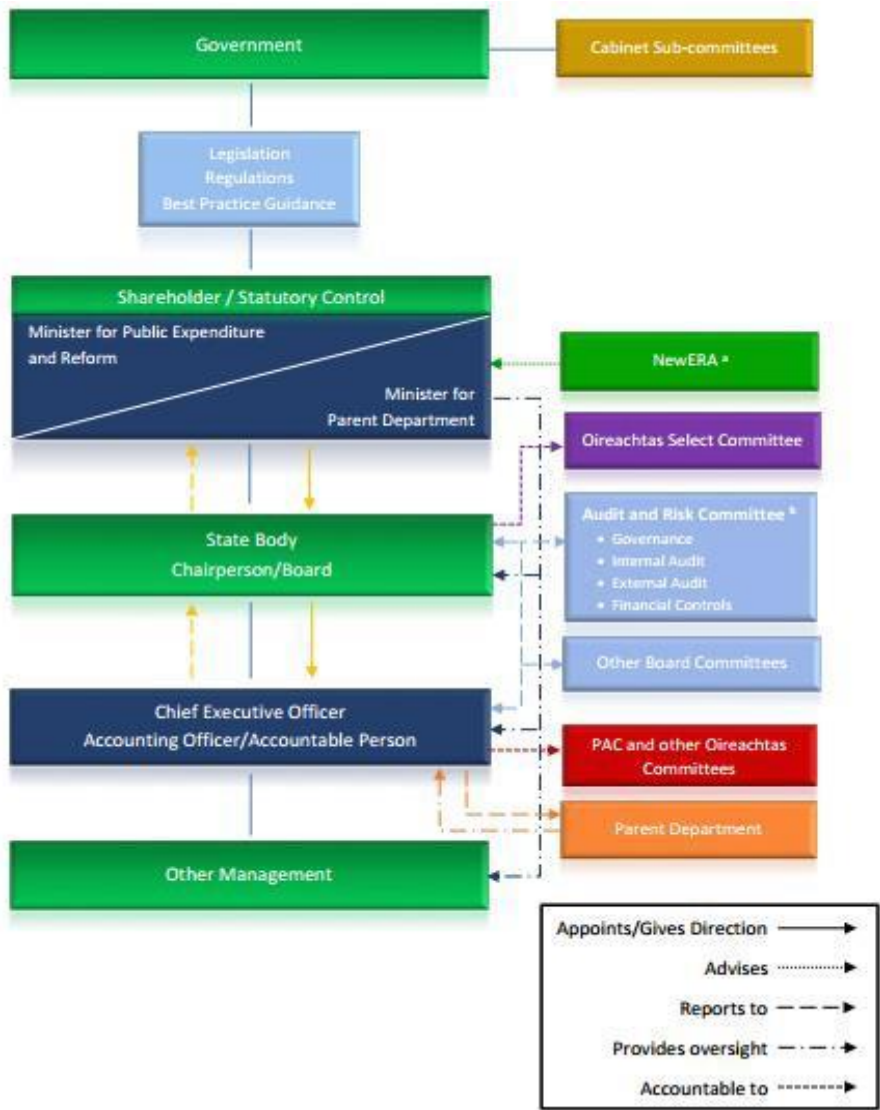 Government
Cabinet Sub-committees
Legislation
Regulations
Best Practice Guidance
Shareholder / Statutory Control
Minister for Public Expenditure
and Reform
Minister for
Parent Department
NewERA ᵃ
Oireachtas Select Committee
State Body
Chairperson/Board
Audit and Risk Committee ᵇ
• Governance
• Internal Audit
• External Audit
• Financial Controls
Other Board Committees
Chief Executive Officer
Accounting Officer/Accountable Person
PAC and other Oireachtas
Committees
Parent Department
Other Management
Appoints/Gives Direction
Advises
Reports to
Provides oversight
Accountable to